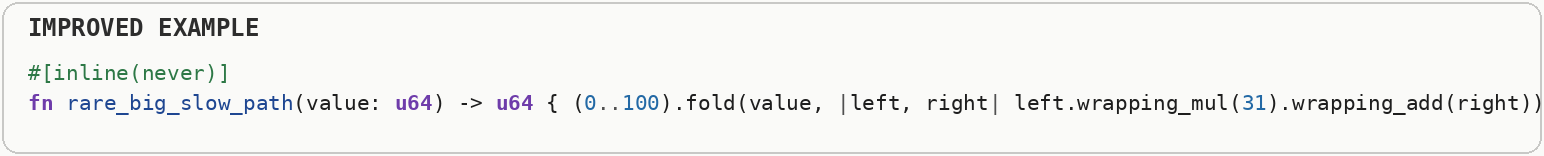 IMPROVED EXAMPLE
#[inline(never)]
fn rare_big_slow_path(value: u64) -> u64 { (0..100).fold(value, |left, right| left.wrapping_mul(31).wrapping_add(right))